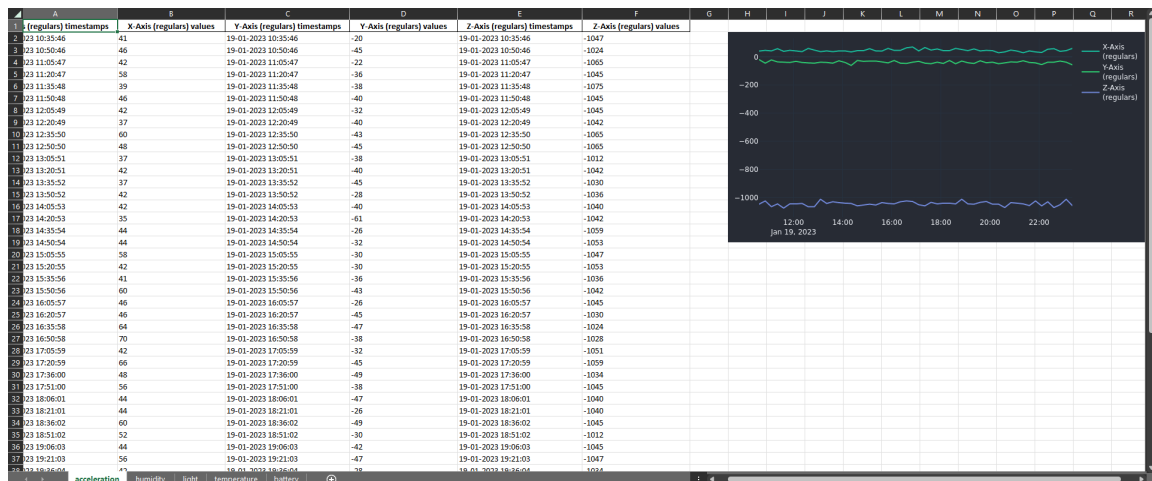 A B C D E F G H I J K L M N O P Q R
1 (regulars) timestamps X-Axis (regulars) values Y-Axis (regulars) timestamps Y-Axis (regulars) values Z-Axis (regulars) timestamps Z-Axis (regulars) values
2 023 10:35:46 41 19-01-2023 10:35:46 -20 19-01-2023 10:35:46 -1047
3 023 10:50:46 46 19-01-2023 10:50:46 -45 19-01-2023 10:50:46 -1024
4 023 11:05:47 42 19-01-2023 11:05:47 -22 19-01-2023 11:05:47 -1065
5 023 11:20:47 58 19-01-2023 11:20:47 -36 19-01-2023 11:20:47 -1045
6 023 11:35:48 39 19-01-2023 11:35:48 -38 19-01-2023 11:35:48 -1075
7 023 11:50:48 46 19-01-2023 11:50:48 -40 19-01-2023 11:50:48 -1045
8 023 12:05:49 42 19-01-2023 12:05:49 -32 19-01-2023 12:05:49 -1045
9 023 12:20:49 37 19-01-2023 12:20:49 -40 19-01-2023 12:20:49 -1042
10 023 12:35:50 60 19-01-2023 12:35:50 -43 19-01-2023 12:35:50 -1065
11 023 12:50:50 48 19-01-2023 12:50:50 -45 19-01-2023 12:50:50 -1065
12 023 13:05:51 37 19-01-2023 13:05:51 -38 19-01-2023 13:05:51 -1012
13 023 13:20:51 42 19-01-2023 13:20:51 -40 19-01-2023 13:20:51 -1042
14 023 13:35:52 37 19-01-2023 13:35:52 -45 19-01-2023 13:35:52 -1030
15 023 13:50:52 42 19-01-2023 13:50:52 -28 19-01-2023 13:50:52 -1036
16 023 14:05:53 42 19-01-2023 14:05:53 -40 19-01-2023 14:05:53 -1040
17 023 14:20:53 35 19-01-2023 14:20:53 -61 19-01-2023 14:20:53 -1042
18 023 14:35:54 44 19-01-2023 14:35:54 -26 19-01-2023 14:35:54 -1059
19 023 14:50:54 44 19-01-2023 14:50:54 -32 19-01-2023 14:50:54 -1053
20 023 15:05:55 58 19-01-2023 15:05:55 -30 19-01-2023 15:05:55 -1047
21 023 15:20:55 42 19-01-2023 15:20:55 -30 19-01-2023 15:20:55 -1053
22 023 15:35:56 41 19-01-2023 15:35:56 -36 19-01-2023 15:35:56 -1036
23 023 15:50:56 60 19-01-2023 15:50:56 -43 19-01-2023 15:50:56 -1042
24 023 16:05:57 46 19-01-2023 16:05:57 -26 19-01-2023 16:05:57 -1045
25 023 16:20:57 46 19-01-2023 16:20:57 -45 19-01-2023 16:20:57 -1030
26 023 16:35:58 64 19-01-2023 16:35:58 -47 19-01-2023 16:35:58 -1024
27 023 16:50:58 70 19-01-2023 16:50:58 -38 19-01-2023 16:50:58 -1028
28 023 17:05:59 42 19-01-2023 17:05:59 -32 19-01-2023 17:05:59 -1051
29 023 17:20:59 66 19-01-2023 17:20:59 -45 19-01-2023 17:20:59 -1059
30 023 17:36:00 48 19-01-2023 17:36:00 -49 19-01-2023 17:36:00 -1034
31 023 17:51:00 56 19-01-2023 17:51:00 -38 19-01-2023 17:51:00 -1045
32 023 18:06:01 44 19-01-2023 18:06:01 -47 19-01-2023 18:06:01 -1040
33 023 18:21:01 44 19-01-2023 18:21:01 -26 19-01-2023 18:21:01 -1040
34 023 18:36:02 60 19-01-2023 18:36:02 -49 19-01-2023 18:36:02 -1045
35 023 18:51:02 52 19-01-2023 18:51:02 -30 19-01-2023 18:51:02 -1012
36 023 19:06:03 44 19-01-2023 19:06:03 -42 19-01-2023 19:06:03 -1045
37 023 19:21:03 56 19-01-2023 19:21:03 -47 19-01-2023 19:21:03 -1047
38 023 19:36:04 42 19-01-2023 19:36:04 -28 19-01-2023 19:36:04 -1034
acceleration humidity light temperature battery
0
−200
−400
−600
−800
−1000
12:00 14:00 16:00 18:00 20:00 22:00
Jan 19, 2023
X-Axis
(regulars)
Y-Axis
(regulars)
Z-Axis
(regulars)